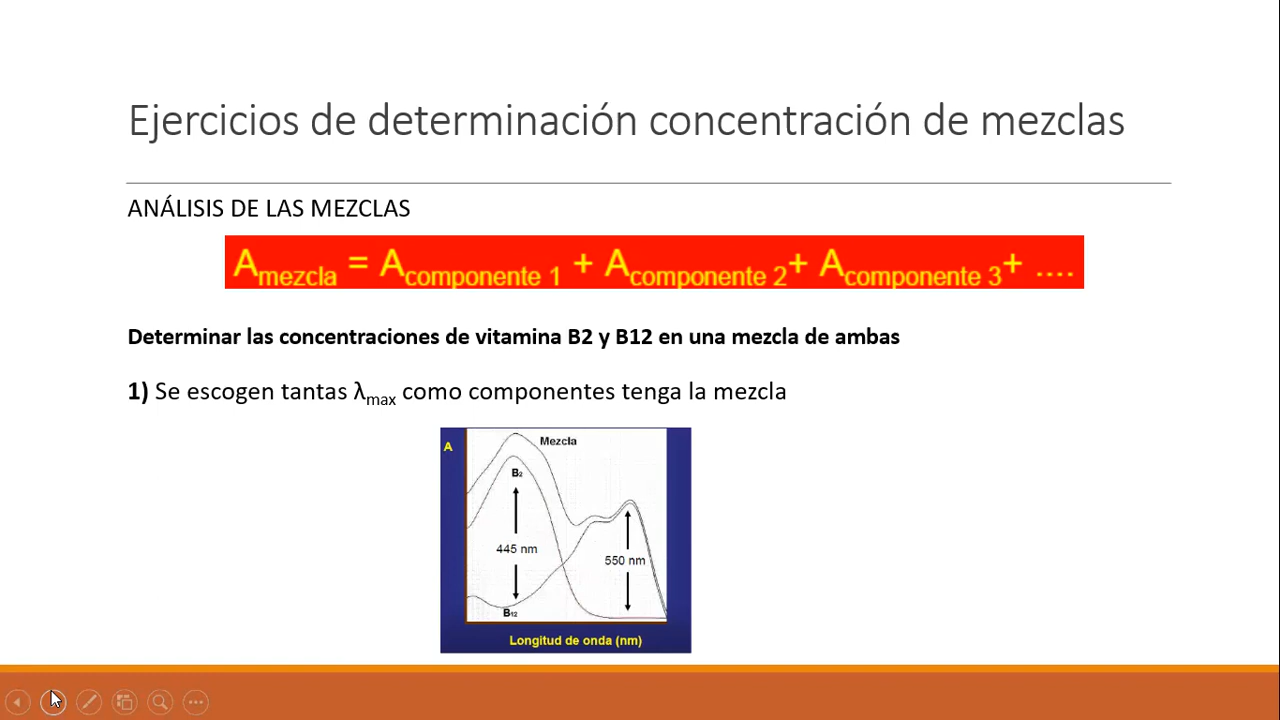 Ejercicios de determinación concentración de mezclas
ANÁLISIS DE LAS MEZCLAS
Amezcla = Acomponente 1 + Acomponente 2+ Acomponente 3+ ....
Determinar las concentraciones de vitamina B2 y B12 en una mezcla de ambas
1) Se escogen tantas λmax como componentes tenga la mezcla
A
Mezcla
B2
445 nm
550 nm
B12
Longitud de onda (nm)